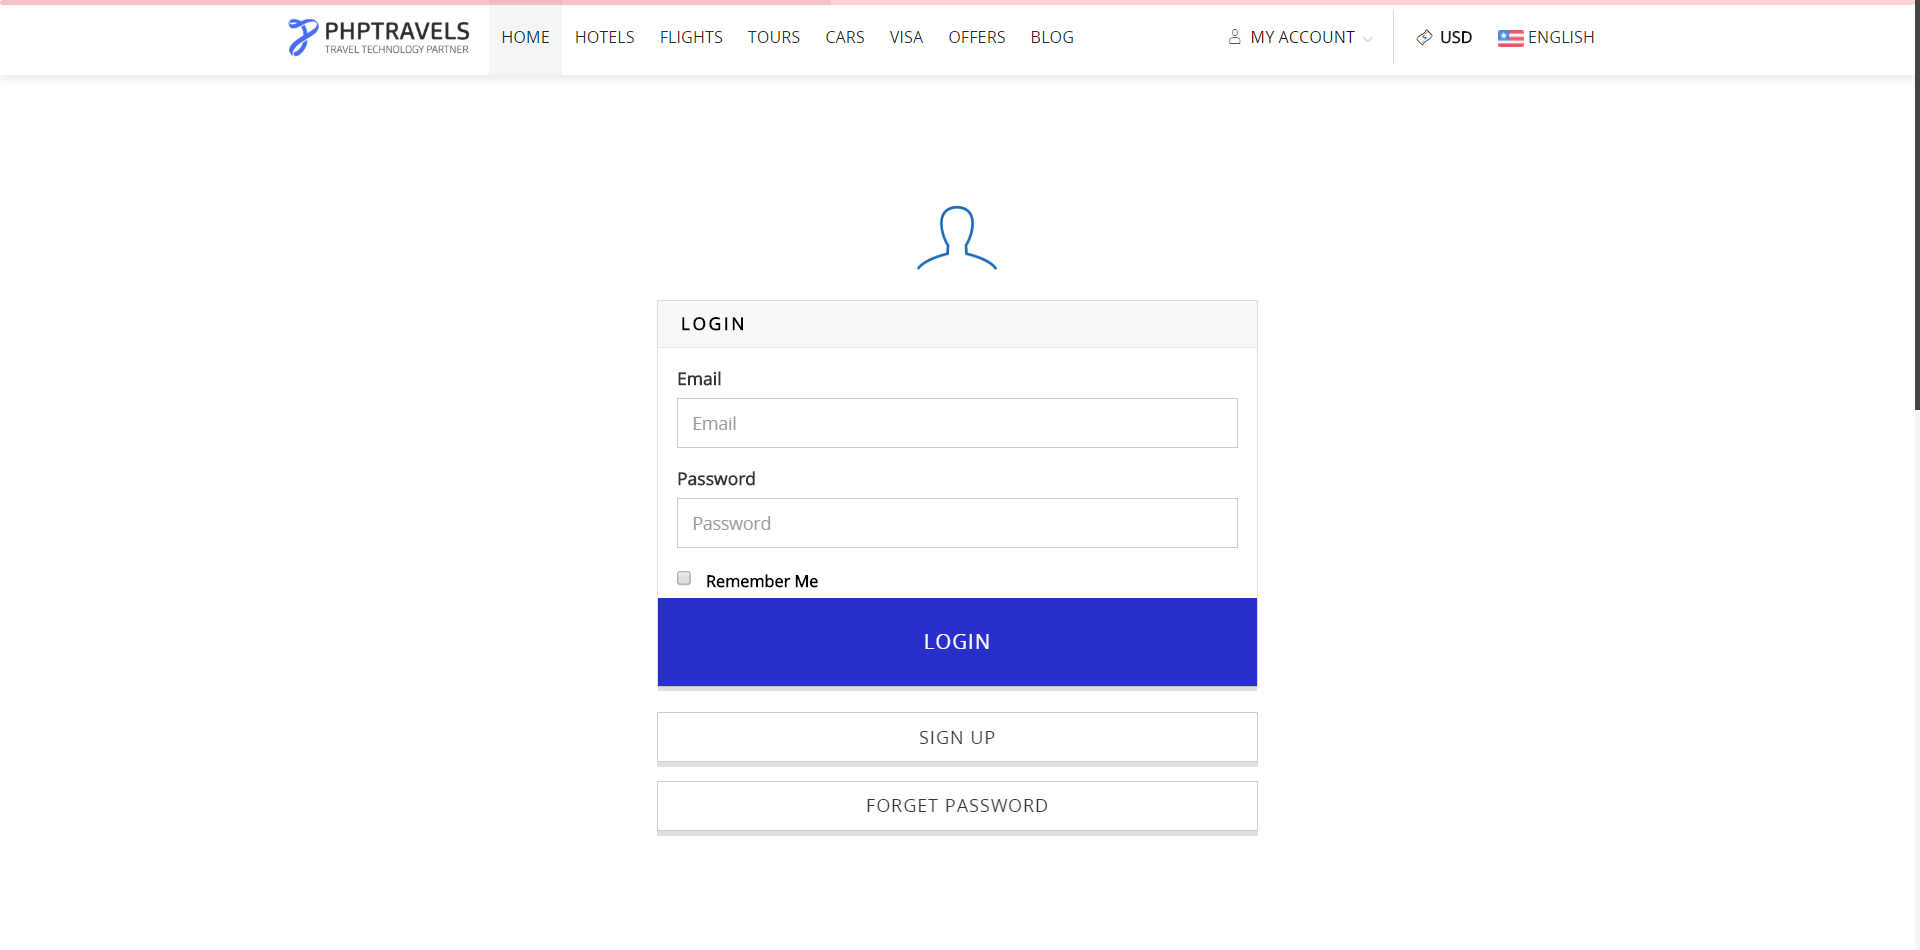 PHPTRAVELS
TRAVEL TECHNOLOGY PARTNER
HOME HOTELS FLIGHTS TOURS CARS VISA OFFERS BLOG MY ACCOUNT USD ENGLISH
LOGIN
Email
Email
Password
Password
Remember Me
LOGIN
SIGN UP
FORGET PASSWORD